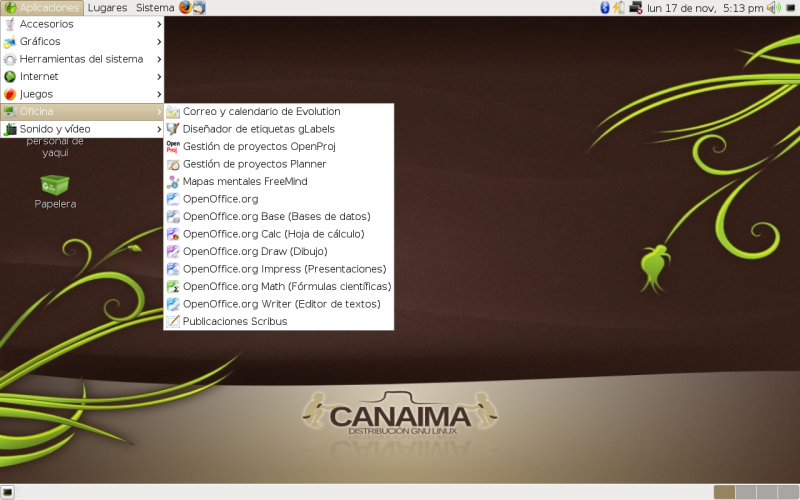 Aplicaciones Lugares Sistema lun 17 de nov, 5:13 pm
Accesorios
Gráficos
Herramientas del sistema
Internet
Juegos
Oficina
Sonido y vídeo
Correo y calendario de Evolution
Diseñador de etiquetas gLabels
Open Proj
Gestión de proyectos OpenProj
Gestión de proyectos Planner
Mapas mentales FreeMind
OpenOffice.org
OpenOffice.org Base (Bases de datos)
OpenOffice.org Calc (Hoja de cálculo)
OpenOffice.org Draw (Dibujo)
OpenOffice.org Impress (Presentaciones)
OpenOffice.org Math (Fórmulas científicas)
OpenOffice.org Writer (Editor de textos)
Publicaciones Scribus
personal de
yaqui
Papelera
CANAIMA
DISTRIBUCIÓN GNU LINUX